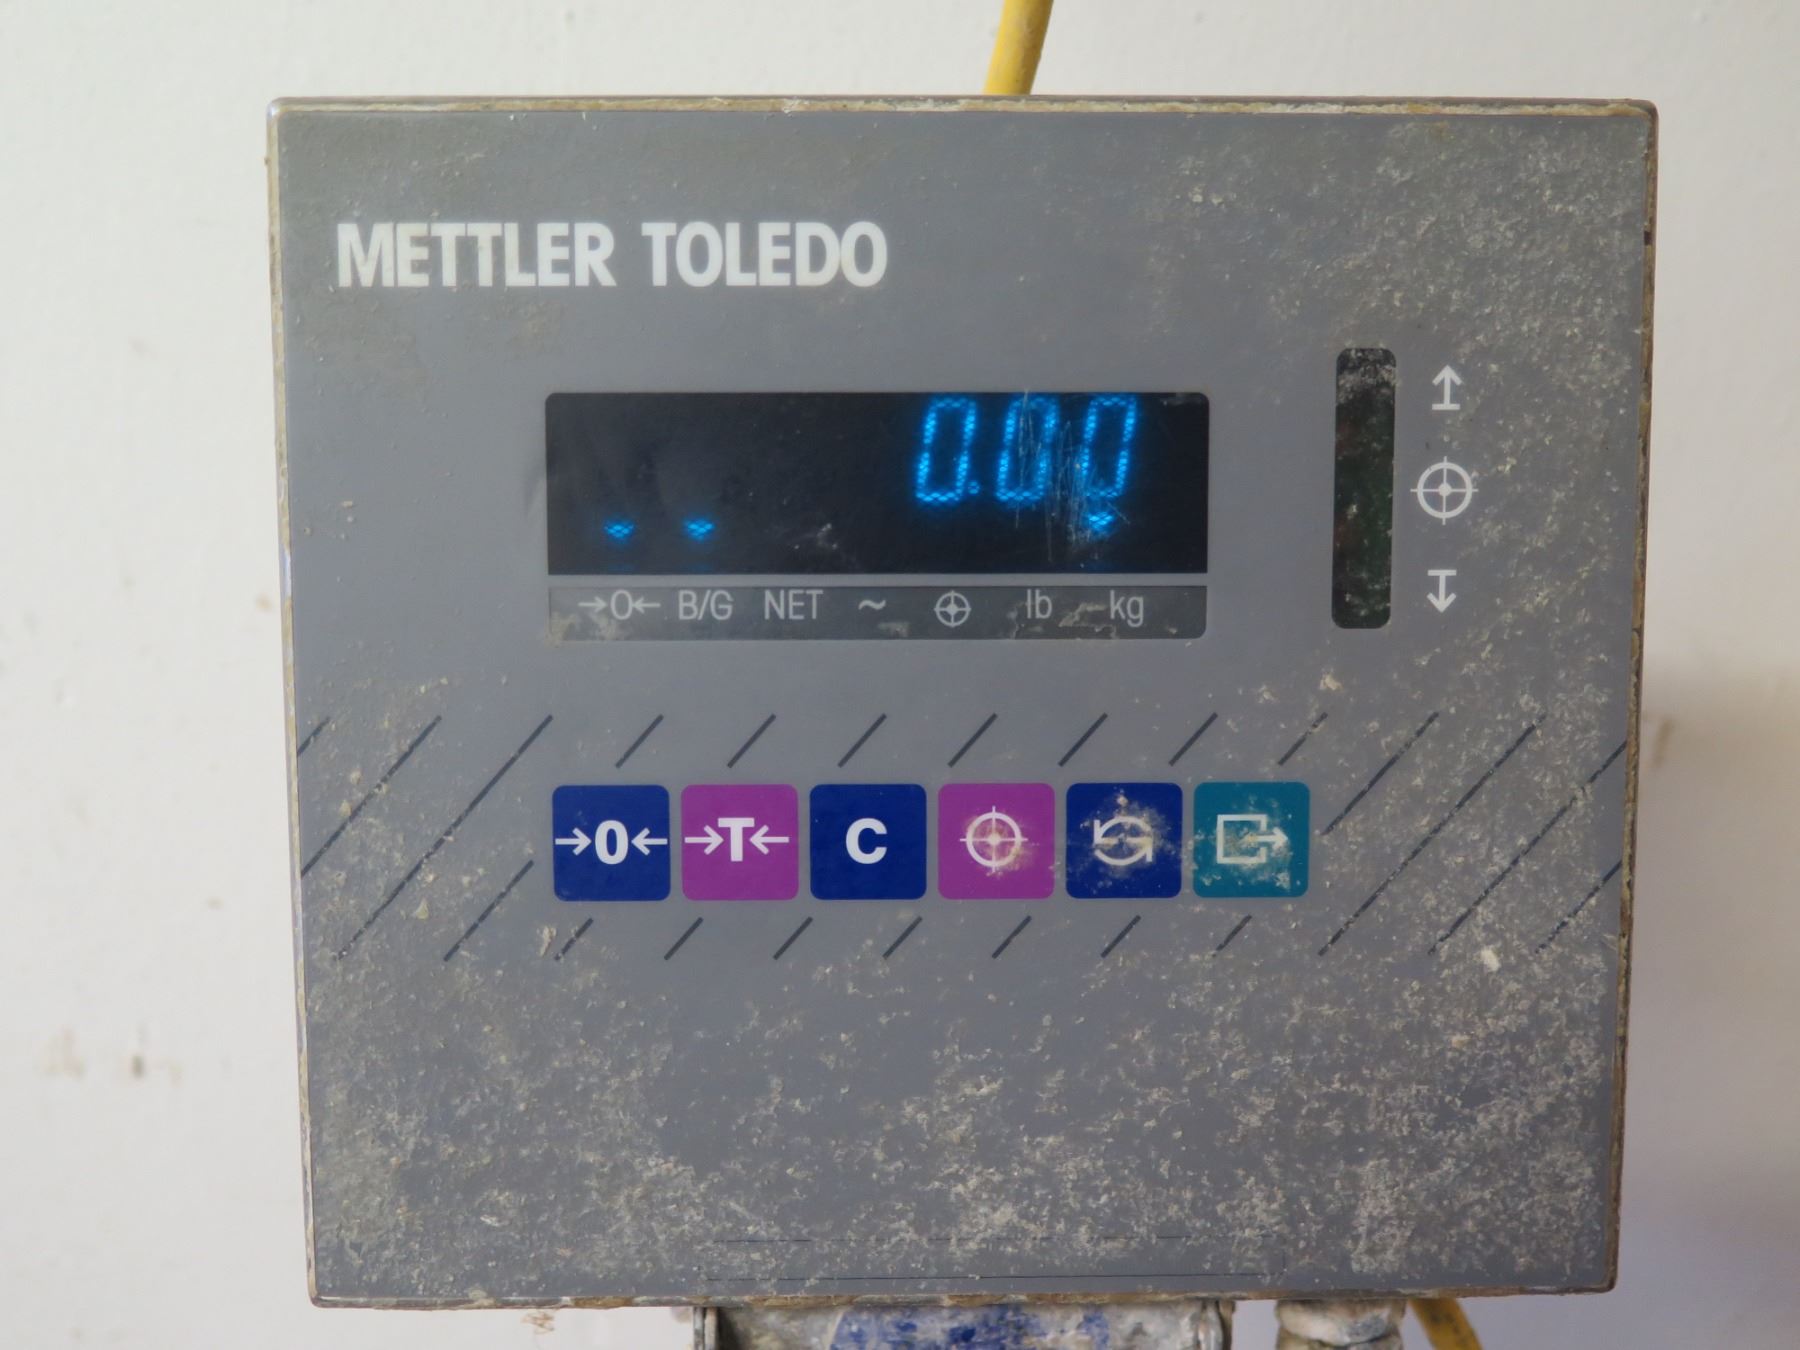 METTLER TOLEDO
0.00
→0← B/G NET ~ lb kg
→0← →T← C